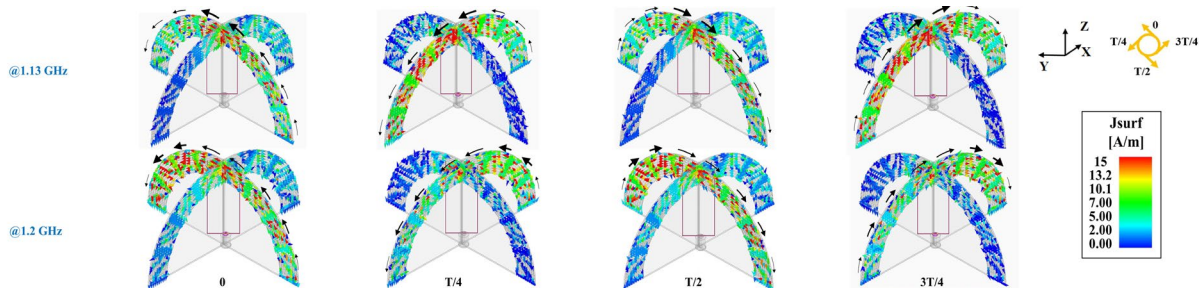 @1.13 GHz
Z
X
Y
0
T/4
3T/4
T/2
Jsurf
[A/m]
15
13.2
10.1
7.00
5.00
2.00
0.00
@1.2 GHz
0
T/4
T/2
3T/4